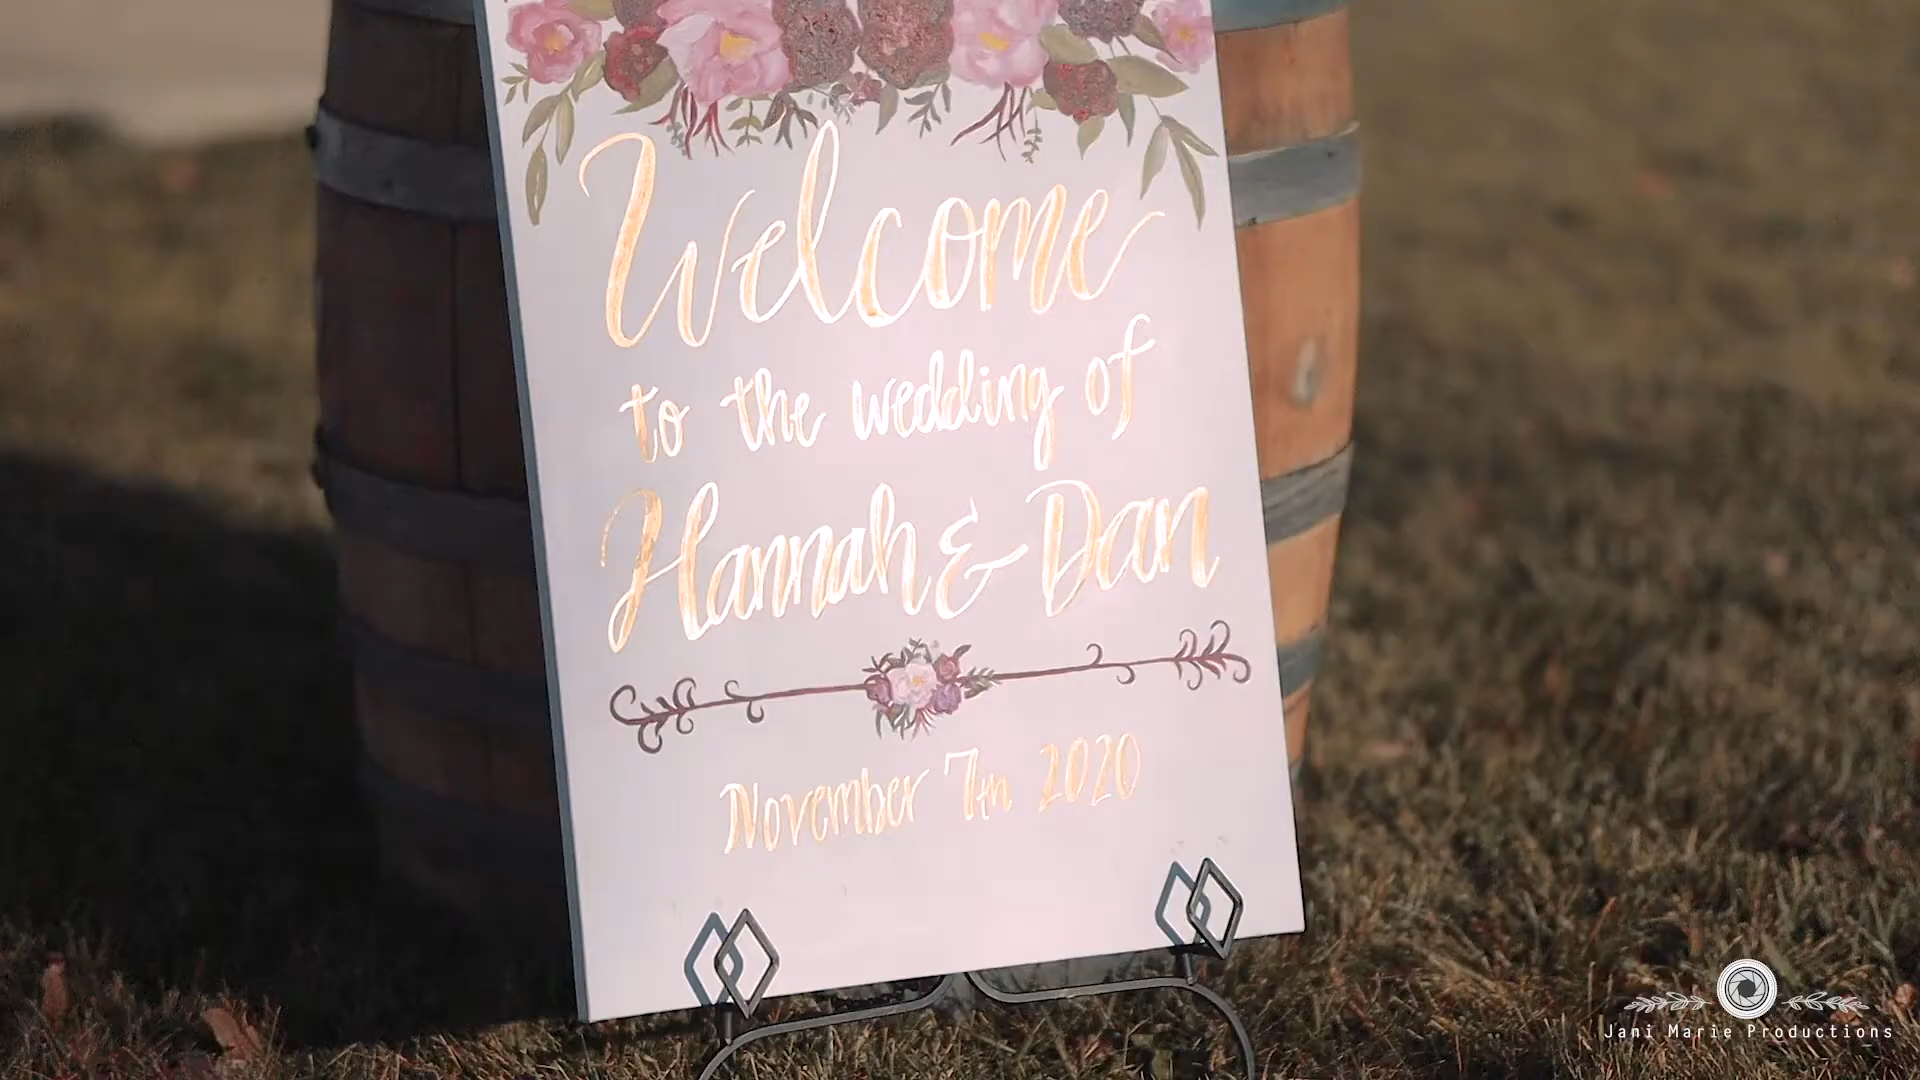 Welcome
to the wedding of
Hannah & Dan
November 7th 2020
Jani Marie Productions